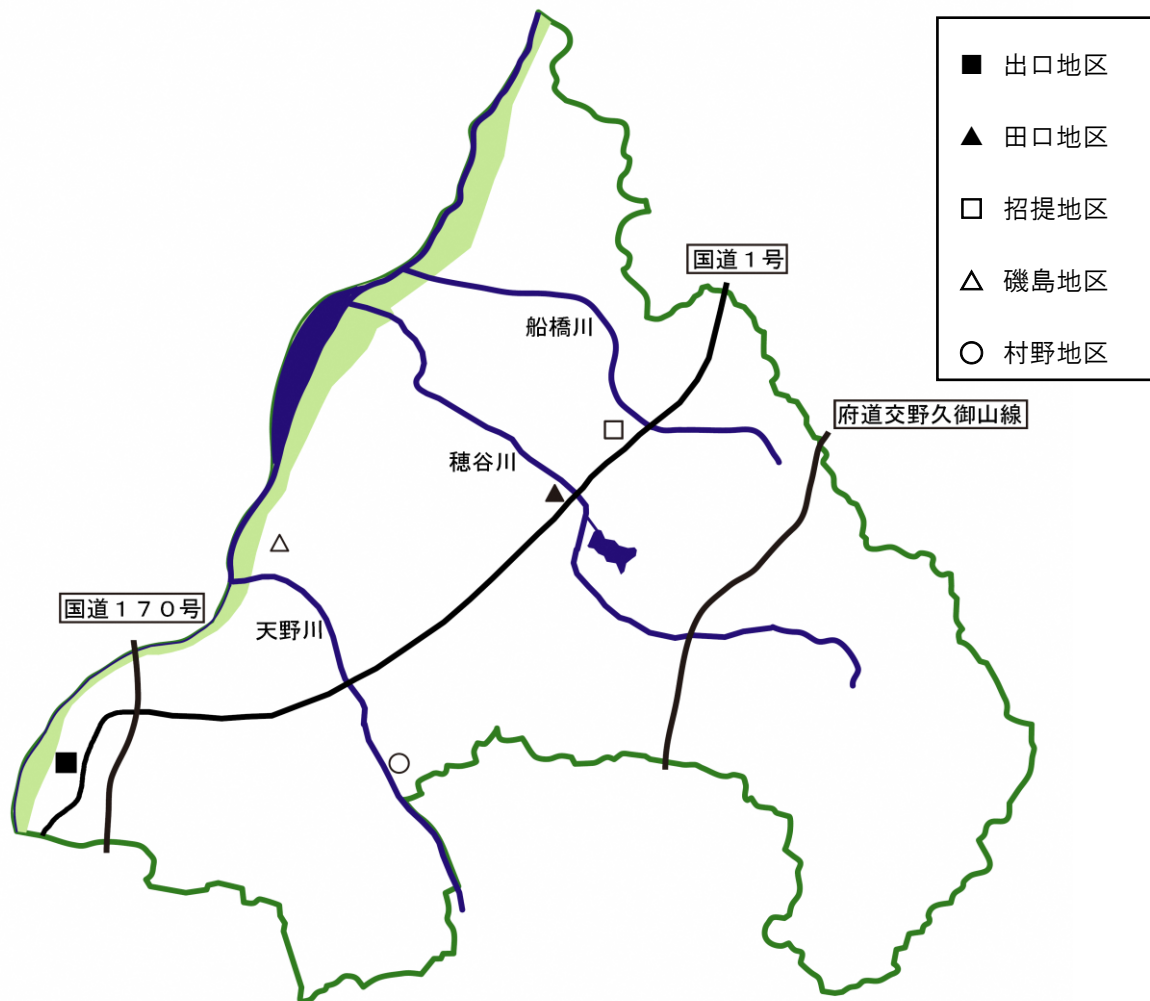 出口地区
田口地区
招提地区
磯島地区
村野地区
国道１号
船橋川
府道交野久御山線
穂谷川
国道１７０号
天野川